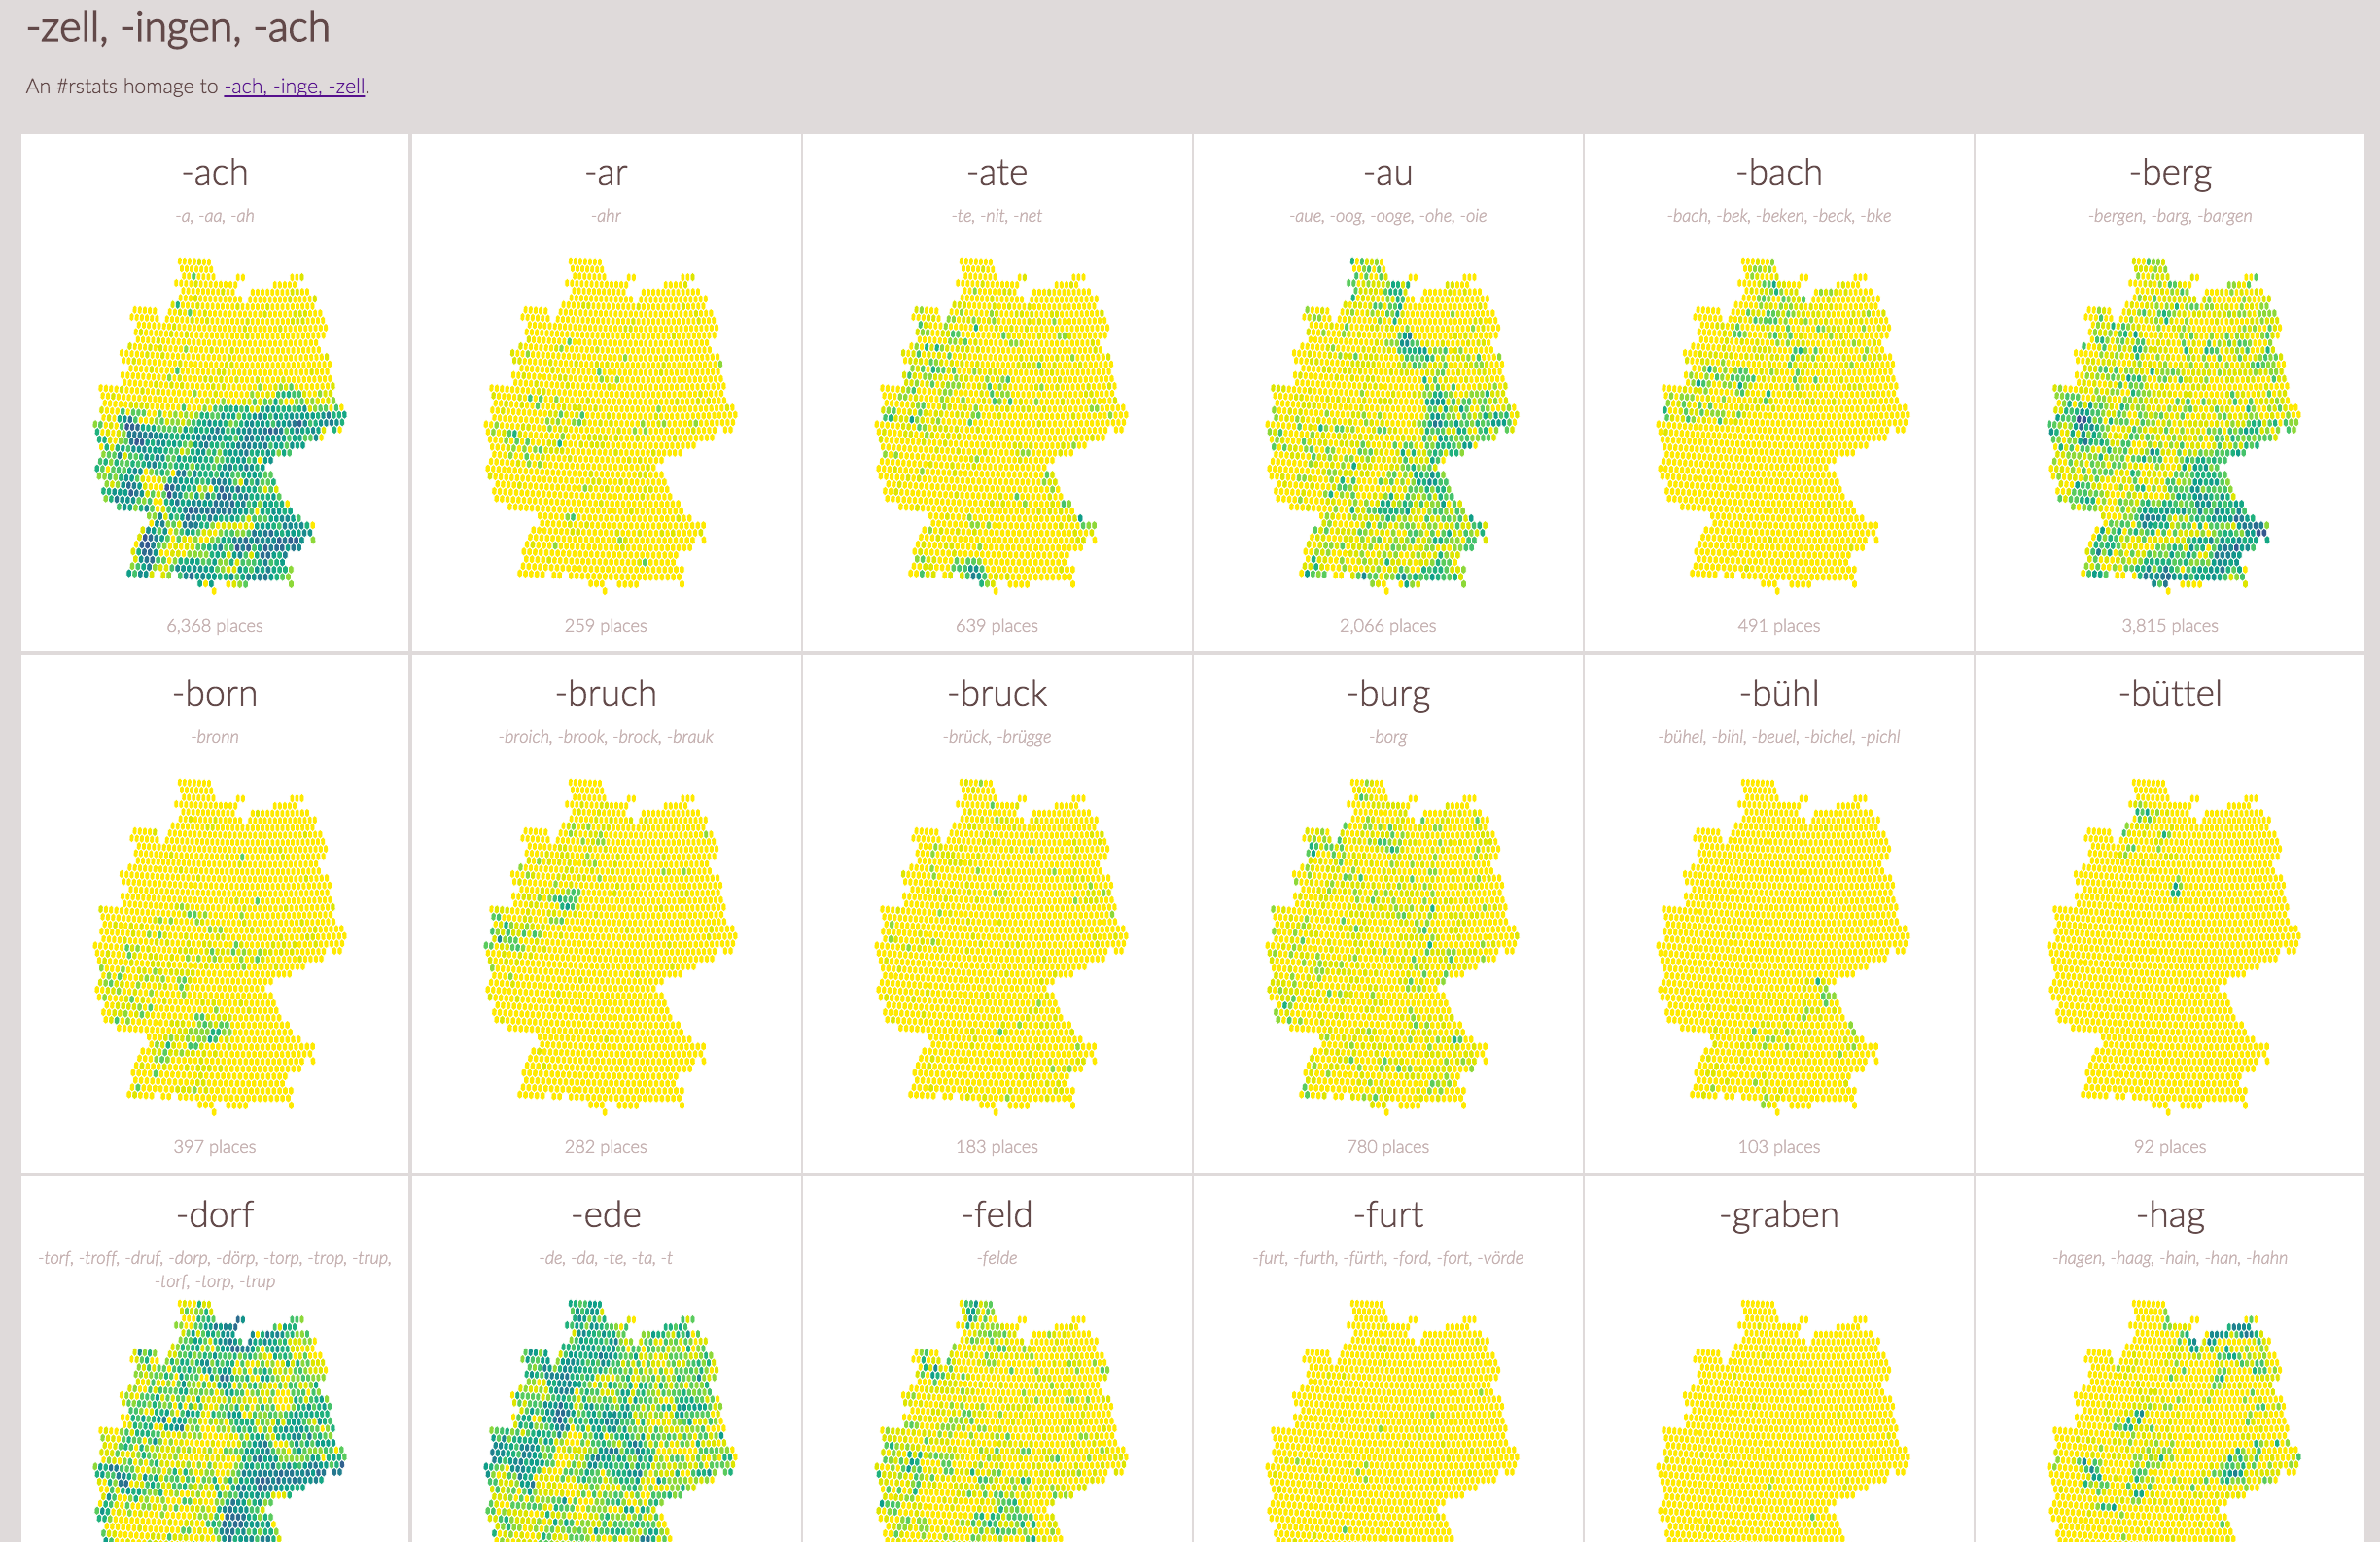 -zell, -ingen, -ach
An #rstats homage to -ach, -inge, -zell.
-ach
-a, -aa, -ah
6,368 places
-ar
-ahr
259 places
-ate
-te, -nit, -net
639 places
-au
-aue, -oog, -ooge, -ohe, -oie
2,066 places
-bach
-bach, -bek, -beken, -beck, -bke
491 places
-berg
-bergen, -barg, -bargen
3,815 places
-born
-bronn
397 places
-bruch
-broich, -brook, -brock, -brauk
282 places
-bruck
-brück, -brügge
183 places
-burg
-borg
780 places
-bühl
-bühel, -bihl, -beuel, -bichel, -pichl
103 places
-büttel
92 places
-dorf
-torf, -troff, -druf, -dorp, -dörp, -torp, -trop, -trup,
-torf, -torp, -trup
-ede
-de, -da, -te, -ta, -t
-feld
-felde
-furt
-furt, -furth, -fürth, -ford, -fort, -vörde
-graben
-hag
-hagen, -haag, -hain, -han, -hahn